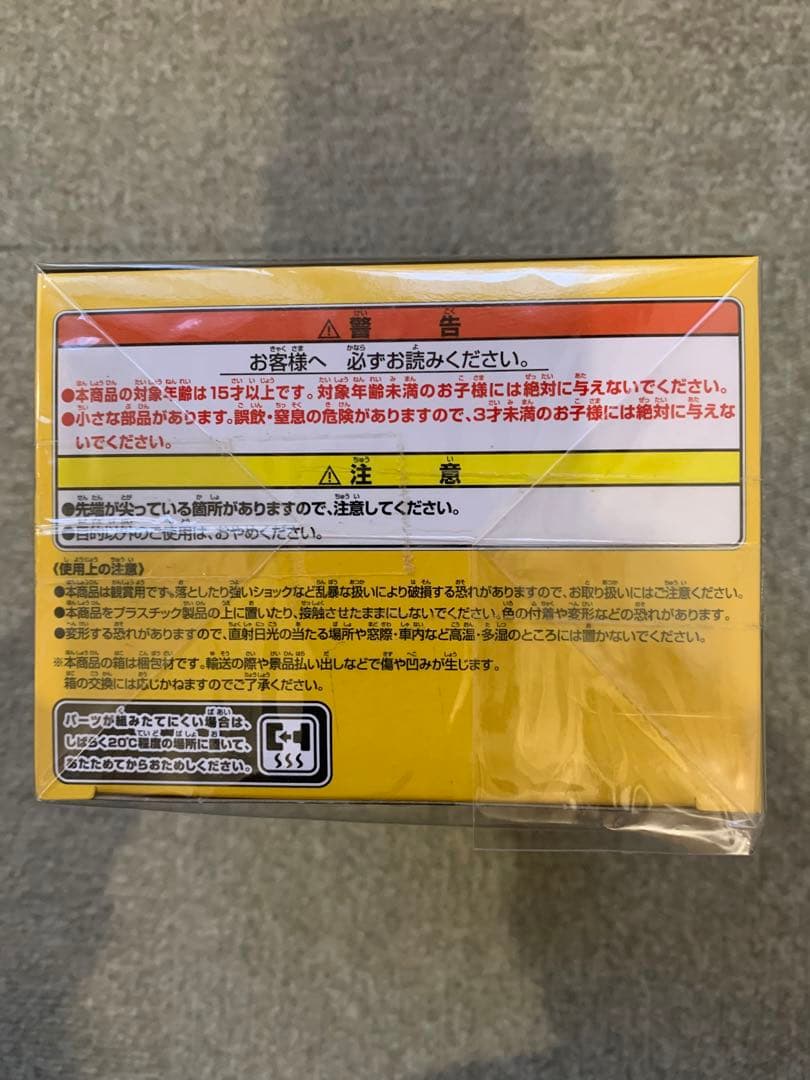 ⚠警告
お客様へ 必ずお読みください。
●本商品の対象年齢は15才以上です。対象年齢未満のお子様には絶対に与えないでください。
●小さな部品があります。誤飲・窒息の危険がありますので、3才未満のお子様には絶対に与えな
いでください。
⚠注意
●先端が尖っている箇所がありますので、注意してください。
●目的以外のご使用は、おやめください。
《使用上の注意》
●本商品は観賞用です。落としたり強いショックなど乱暴な扱いにより破損する恐れがありますので、お取り扱いにはご注意ください。
●本商品をプラスチック製品の上に置いたり、接触させたままにしないでください。色の付着や変形などの恐れがあります。
●変形する恐れがありますので、直射日光の当たる場所や窓際・車内など高温・多湿のところには置かないでください。
※本商品の箱は梱包材です。輸送の際や景品払い出しなどで傷や凹みが生じます。
箱の交換には応じかねますのでご了承ください。
パーツが組みたてにくい場合は、
しばらく20℃程度の場所に置いて、
あたためてからおためしください。